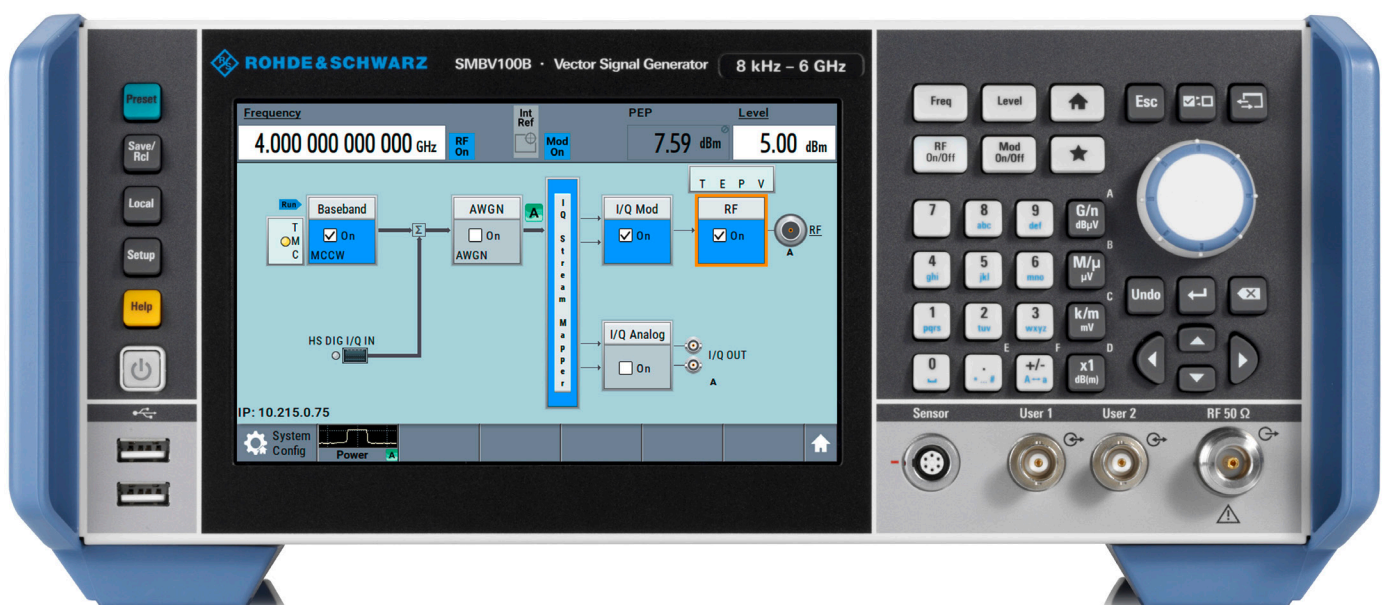 ROHDE & SCHWARZ SMBV100B · Vector Signal Generator 8 kHz – 6 GHz
Preset
Save/
Rcl
Local
Setup
Help
Frequency
Int
Ref
PEP
Level
4.000 000 000 000 GHz
RF
On
Mod
On
7.59 dBm
5.00 dBm
T E P V
Run
Baseband
On
MCCW
T
M
C
Σ
AWGN
On
AWGN
A
IQ Stream Mapper
I/Q Mod
On
RF
On
RF
A
HS DIG I/Q IN
I/Q Analog
On
I/Q OUT
A
IP: 10.215.0.75
System
Config
Power A
Freq
Level
Esc
RF
On/Off
Mod
On/Off
A
7
8
abc
9
def
G/n
dBµV
B
4
ghi
5
jkl
6
mno
M/µ
µV
C
1
pqrs
2
tuv
3
wxyz
k/m
mV
Undo
E
F
D
0
.
. _ #
+/-
A↔a
x1
dB(m)
Sensor
User 1
User 2
RF 50 Ω